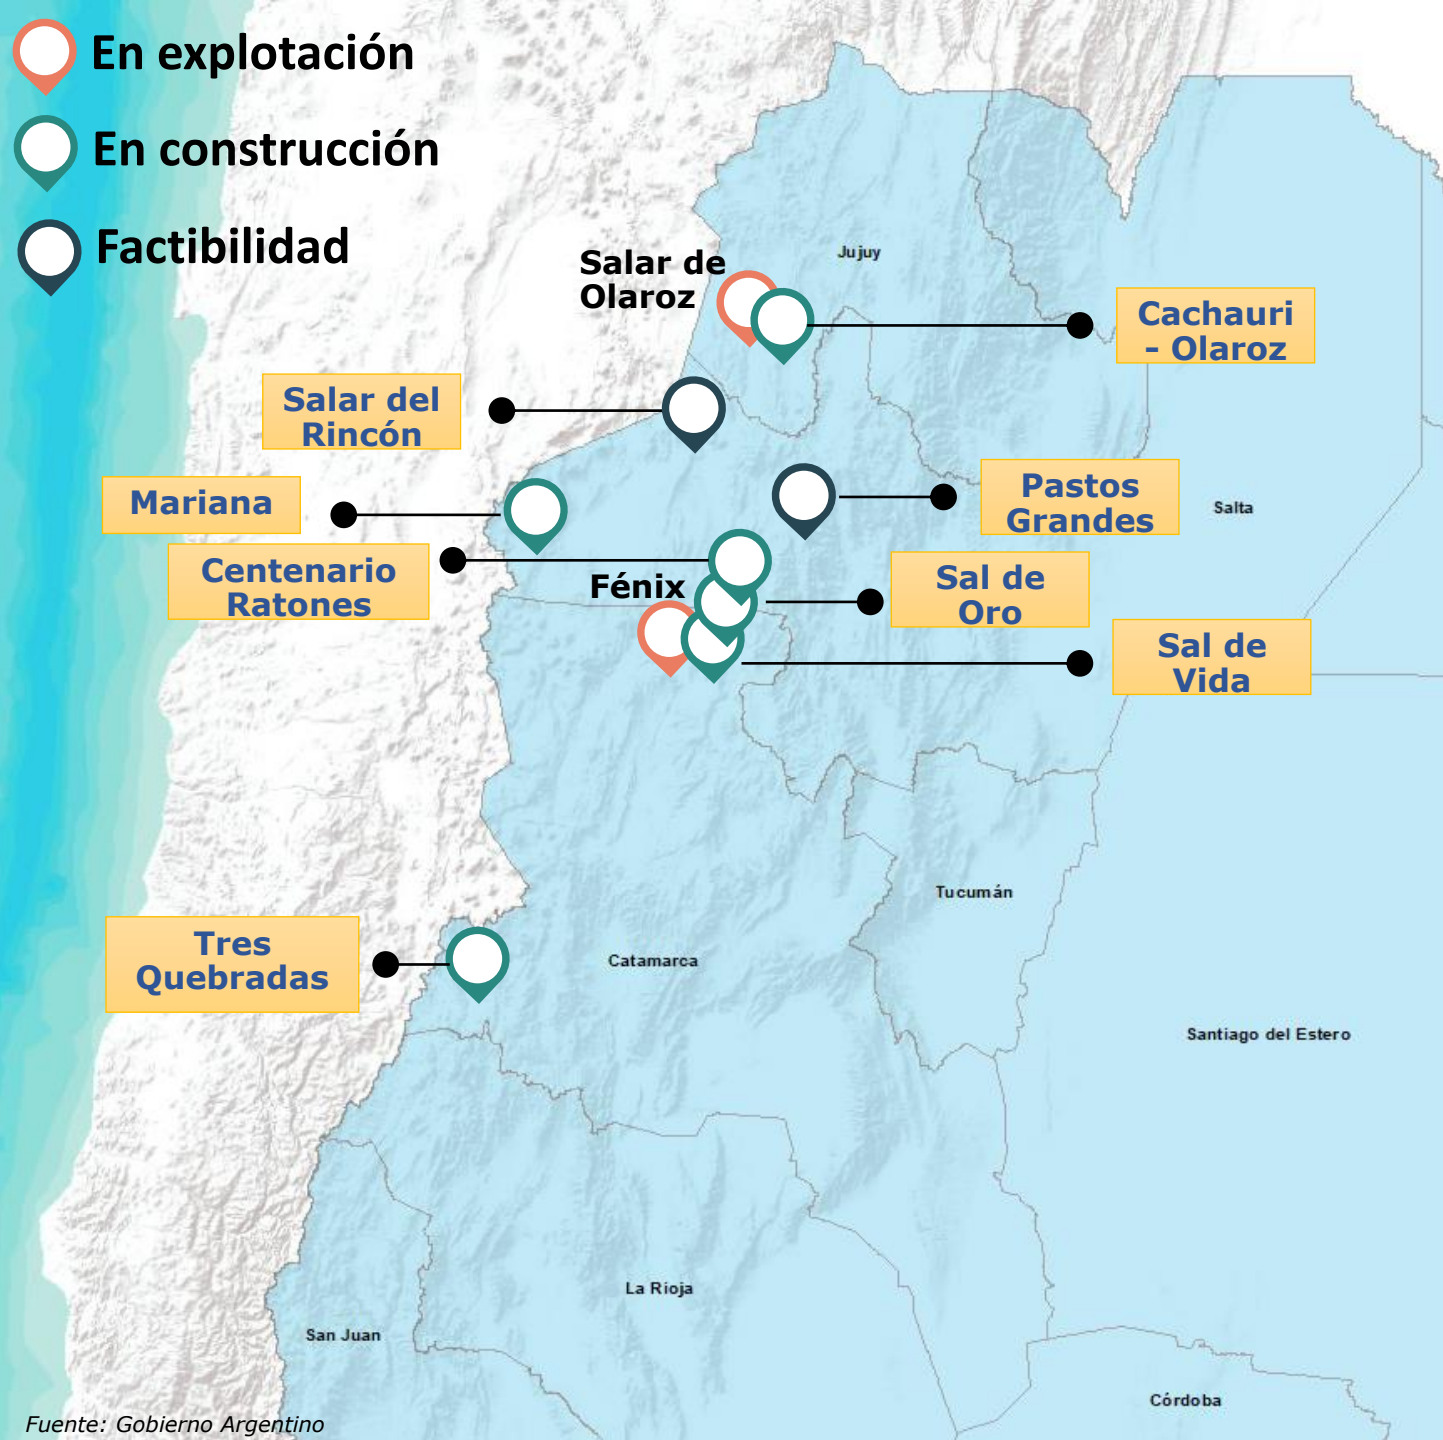 En explotación
En construcción
Factibilidad
Jujuy
Salar de
Olaroz
Cachauri
- Olaroz
Salar del
Rincón
Mariana
Pastos
Grandes
Salta
Centenario
Ratones
Fénix
Sal de
Oro
Sal de
Vida
Tucumán
Tres
Quebradas
Catamarca
Santiago del Estero
La Rioja
San Juan
Córdoba
Fuente: Gobierno Argentino